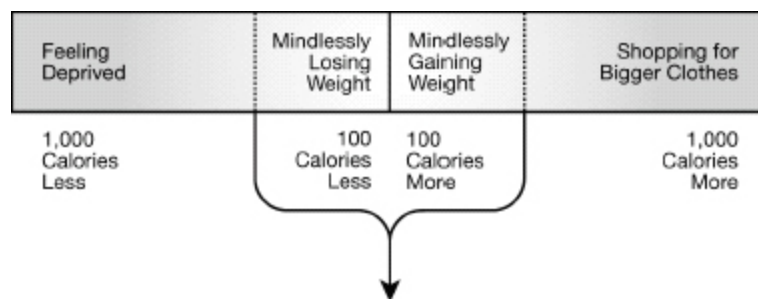 Feeling
Deprived
Mindlessly
Losing
Weight
Mindlessly
Gaining
Weight
Shopping for
Bigger Clothes
1,000
Calories
Less
100
Calories
Less
100
Calories
More
1,000
Calories
More